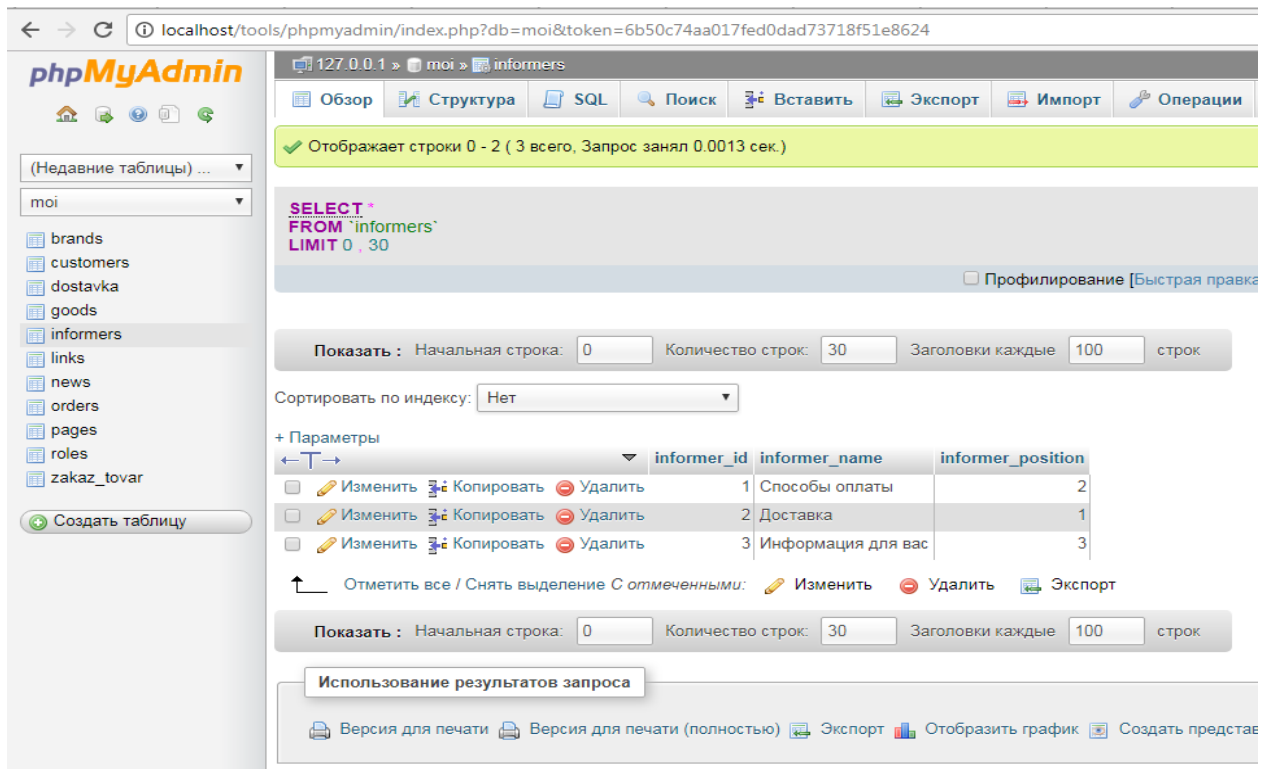 localhost/tools/phpmyadmin/index.php?db=moi&token=6b50c74aa017fed0dad73718f51e8624
phpMyAdmin
(Недавние таблицы) ...
moi
brands
customers
dostavka
goods
informers
links
news
orders
pages
roles
zakaz_tovar
Создать таблицу
127.0.0.1 » moi » informers
Обзор Структура SQL Поиск Вставить Экспорт Импорт Операции
Отображает строки 0 - 2 ( 3 всего, Запрос занял 0.0013 сек.)
SELECT *
FROM `informers`
LIMIT 0 , 30
Профилирование [Быстрая правка
Показать : Начальная строка: 0 Количество строк: 30 Заголовки каждые 100 строк
Сортировать по индексу: Нет
+ Параметры
←T→ informer_id informer_name informer_position
Изменить Копировать Удалить 1 Способы оплаты 2
Изменить Копировать Удалить 2 Доставка 1
Изменить Копировать Удалить 3 Информация для вас 3
Отметить все / Снять выделение С отмеченными: Изменить Удалить Экспорт
Показать : Начальная строка: 0 Количество строк: 30 Заголовки каждые 100 строк
Использование результатов запроса
Версия для печати Версия для печати (полностью) Экспорт Отобразить график Создать представ